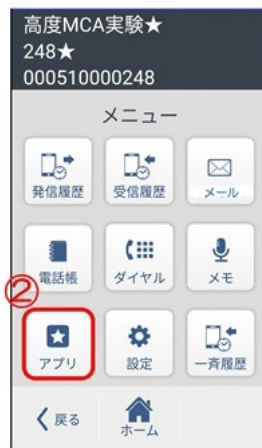 高度MCA実験★
248★
000510000248
メニュー
発信履歴
受信履歴
メール
電話帳
ダイヤル
メモ
②
アプリ
設定
一斉履歴
戻る
ホーム